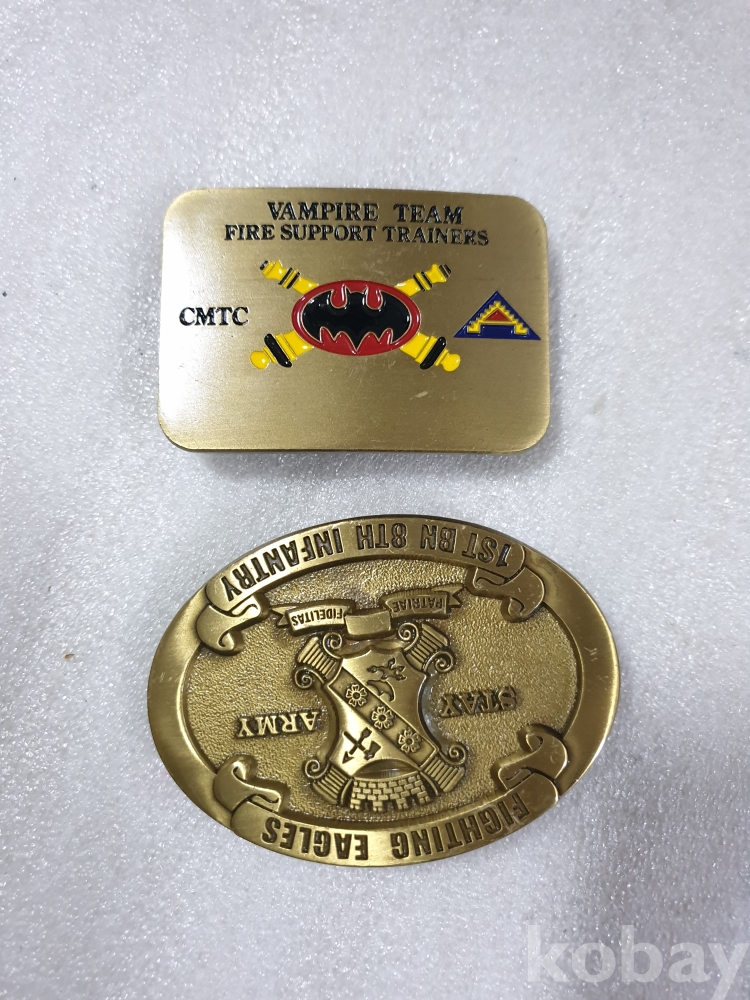 VAMPIRE TEAM
FIRE SUPPORT TRAINERS
CMTC
1ST BN 8TH INFANTRY
PATRIAE FIDELITAS
STAY ARMY
FIGHTING EAGLES
kobay